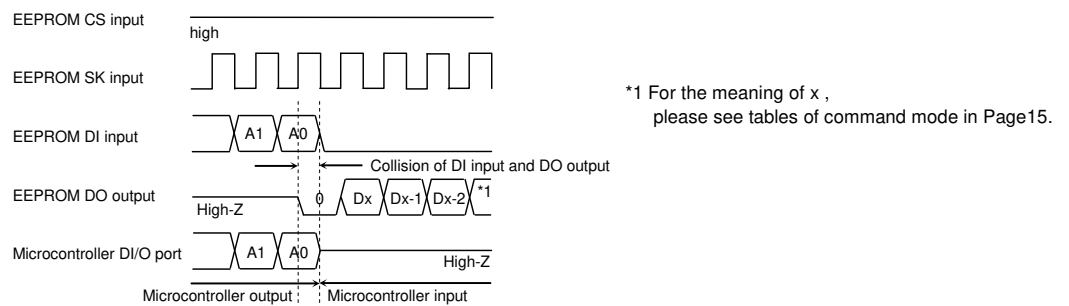 EEPROM CS input
high
EEPROM SK input
*1 For the meaning of x ,
please see tables of command mode in Page15.
EEPROM DI input
A1 A0
Collision of DI input and DO output
EEPROM DO output
High-Z
0 Dx Dx-1 Dx-2 *1
Microcontroller DI/O port
A1 A0
High-Z
Microcontroller output Microcontroller input